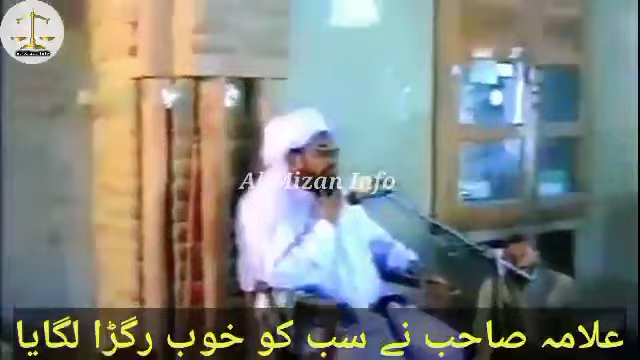 Al Mizan Info
علامہ صاحب نے سب کو خوب رگڑا لگایا